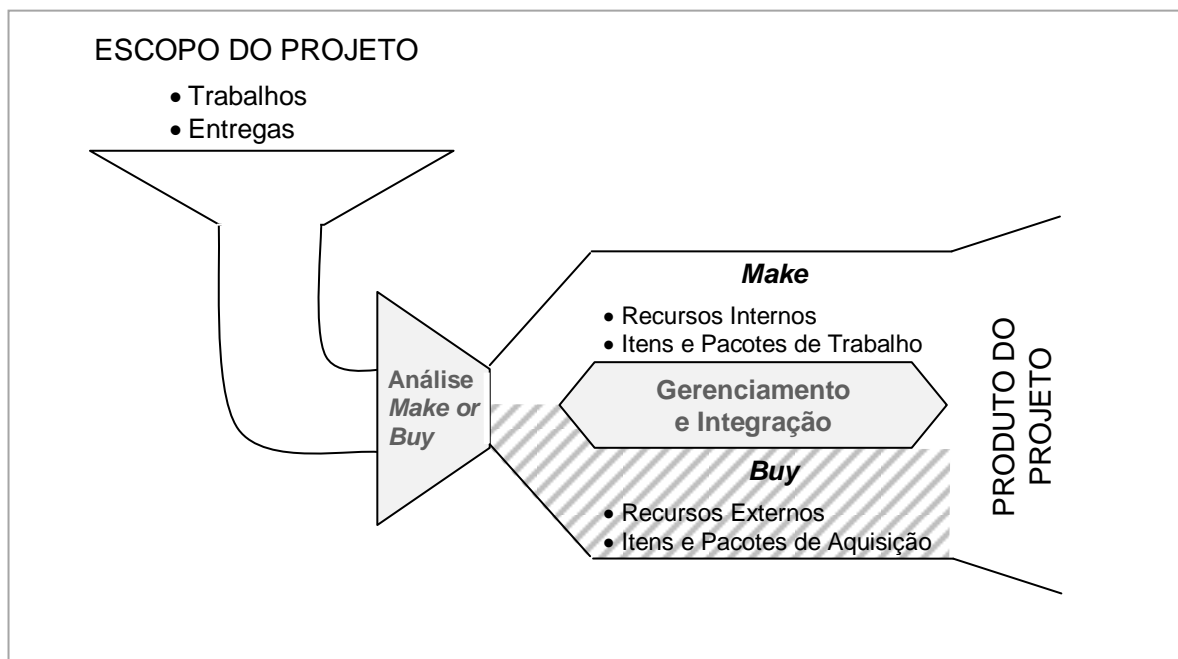 ESCOPO DO PROJETO
• Trabalhos
• Entregas
Análise
Make or
Buy
Make
• Recursos Internos
• Itens e Pacotes de Trabalho
Gerenciamento
e Integração
Buy
• Recursos Externos
• Itens e Pacotes de Aquisição
PRODUTO DO
PROJETO